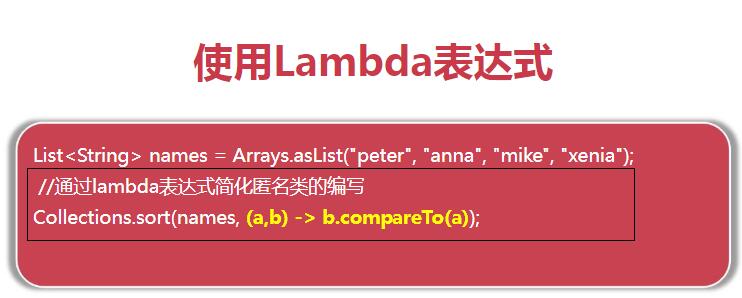 使用Lambda表达式
List<String> names = Arrays.asList("peter", "anna", "mike", "xenia");
//通过lambda表达式简化匿名类的编写
Collections.sort(names, (a,b) -> b.compareTo(a));